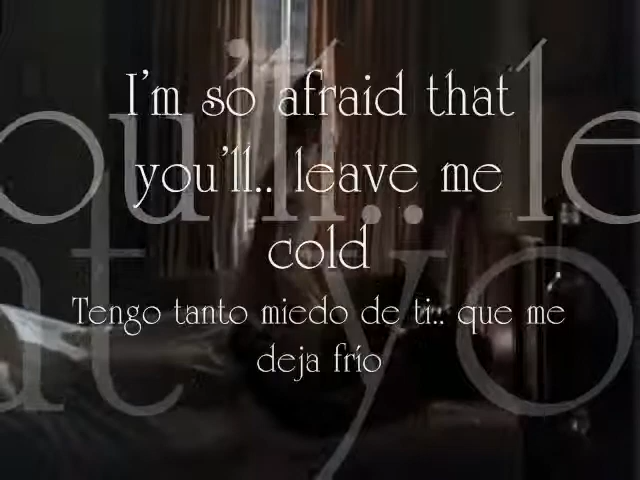 I'm so afraid that
you'll.. leave me
cold
Tengo tanto miedo de ti.. que me
deja frío